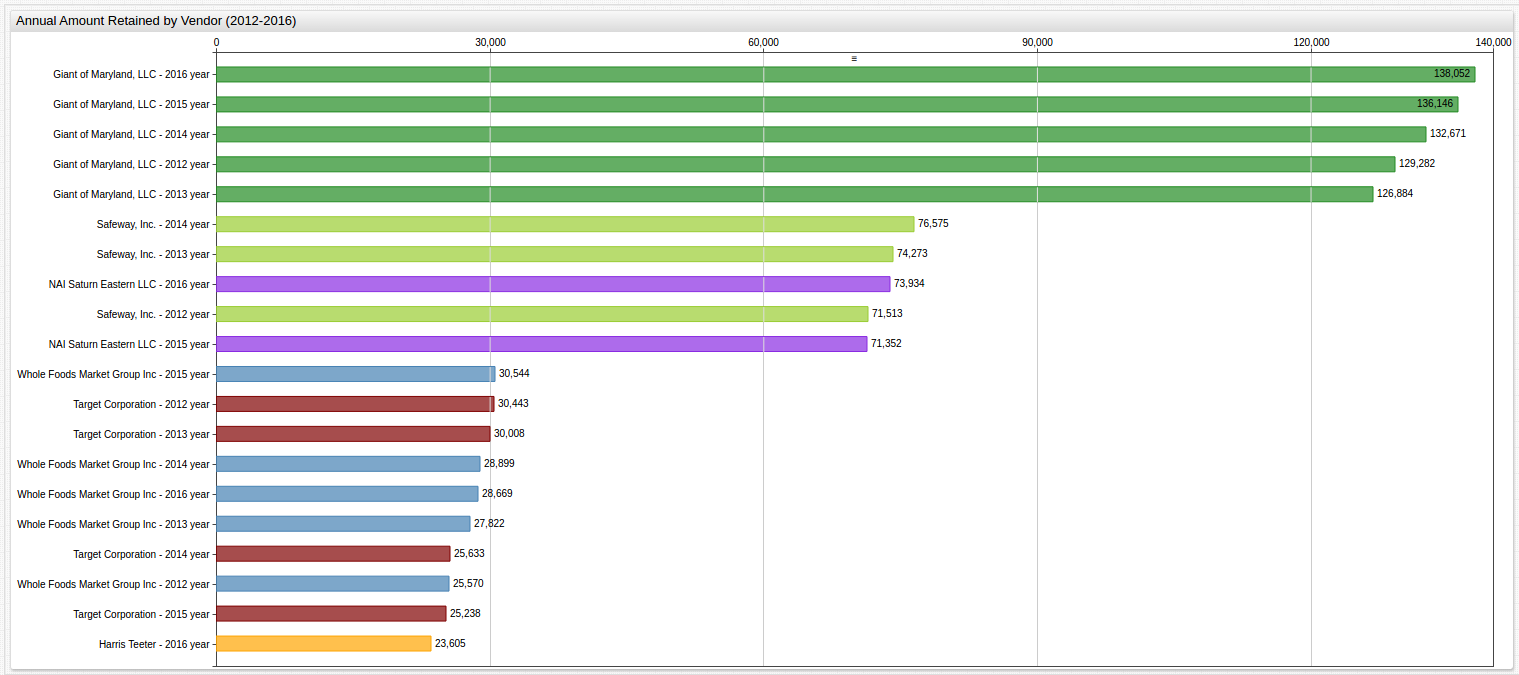 Annual Amount Retained by Vendor (2012-2016)
0 30,000 60,000 90,000 120,000 140,000
Giant of Maryland, LLC - 2016 year 138,052
Giant of Maryland, LLC - 2015 year 136,146
Giant of Maryland, LLC - 2014 year 132,671
Giant of Maryland, LLC - 2012 year 129,282
Giant of Maryland, LLC - 2013 year 126,884
Safeway, Inc. - 2014 year 76,575
Safeway, Inc. - 2013 year 74,273
NAI Saturn Eastern LLC - 2016 year 73,934
Safeway, Inc. - 2012 year 71,513
NAI Saturn Eastern LLC - 2015 year 71,352
Whole Foods Market Group Inc - 2015 year 30,544
Target Corporation - 2012 year 30,443
Target Corporation - 2013 year 30,008
Whole Foods Market Group Inc - 2014 year 28,899
Whole Foods Market Group Inc - 2016 year 28,669
Whole Foods Market Group Inc - 2013 year 27,822
Target Corporation - 2014 year 25,633
Whole Foods Market Group Inc - 2012 year 25,570
Target Corporation - 2015 year 25,238
Harris Teeter - 2016 year 23,605